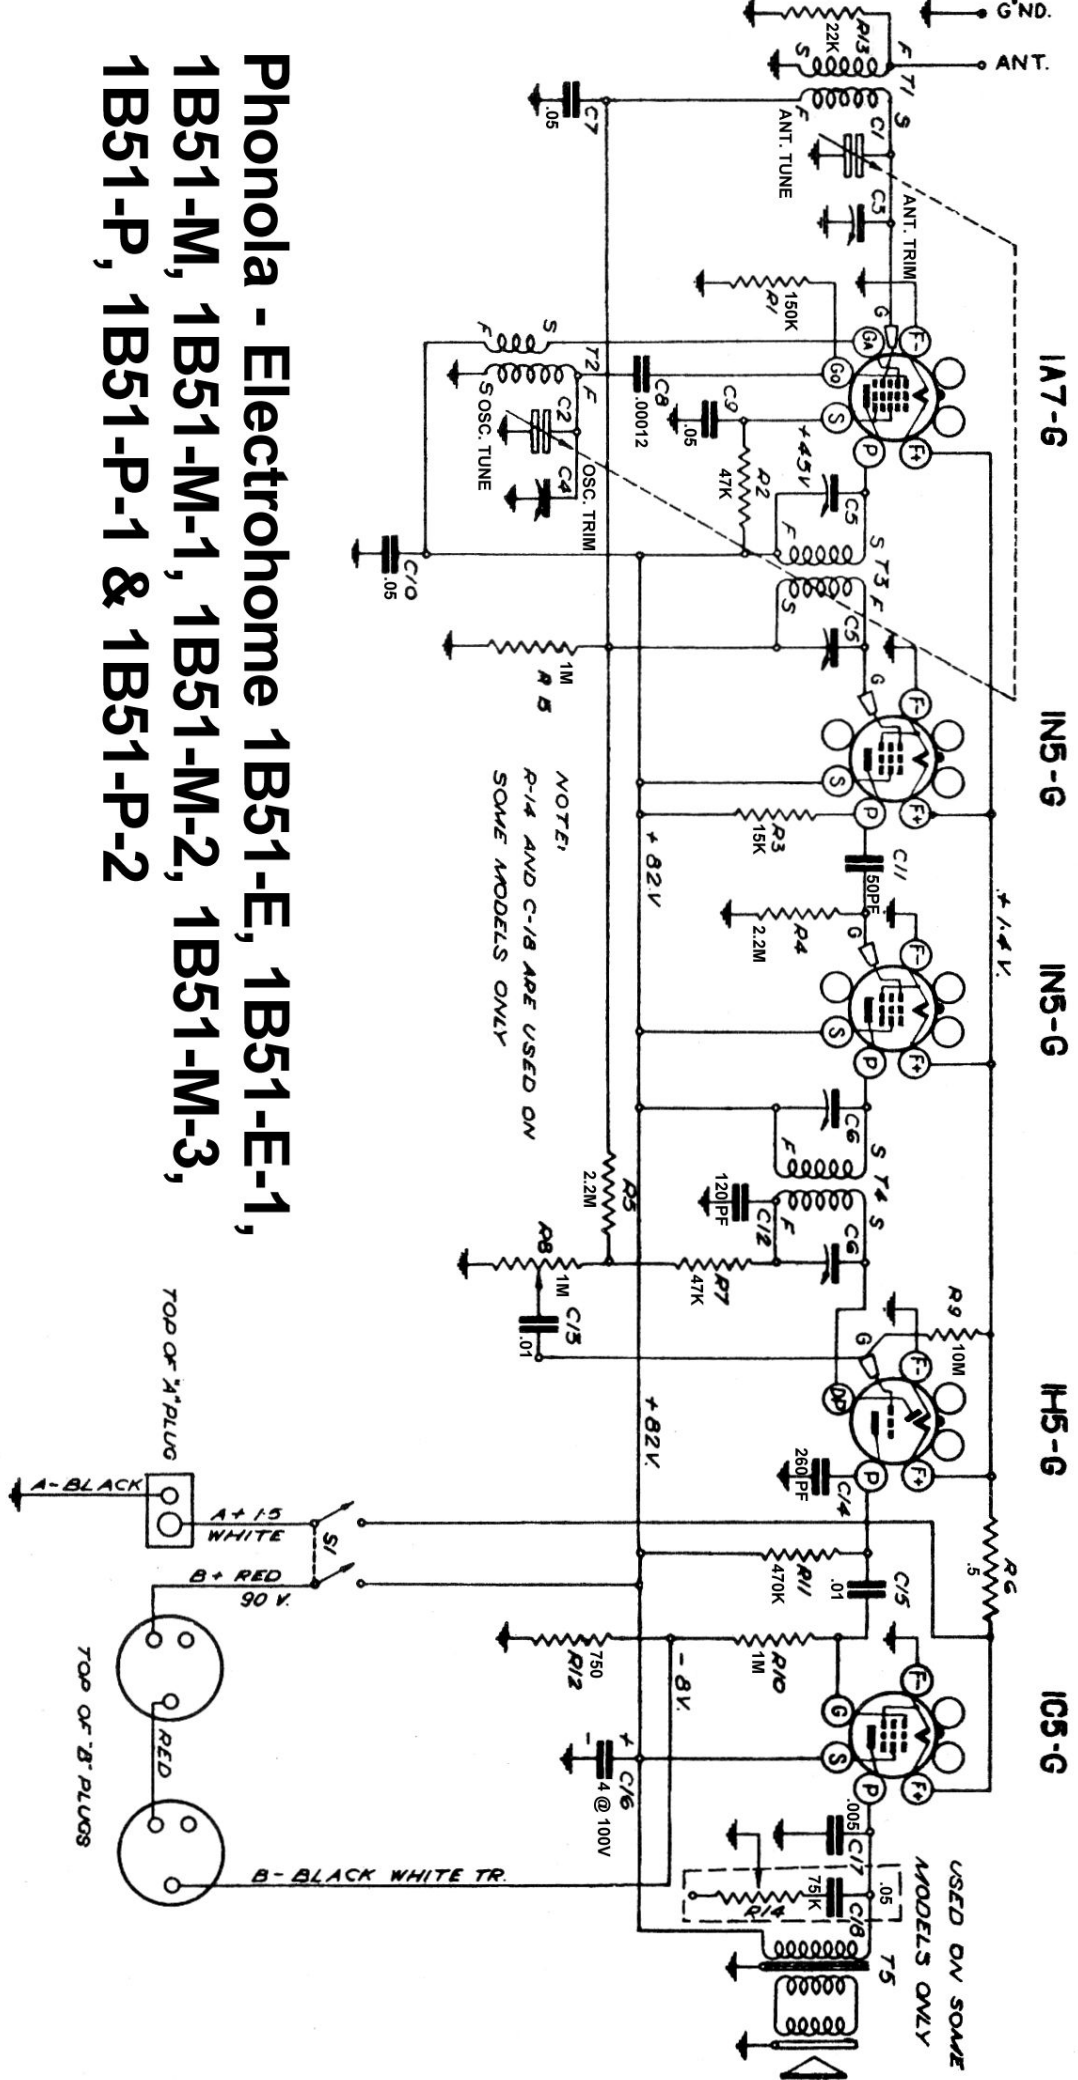 G'ND.
ANT.
R13
22K
F
S
T1
S
F
C1
ANT. TUNE
C3
ANT. TRIM
C7
.05
1A7-G
G
F-
GA
GO
S
P
F+
150K
R1
S
F
T2
F
S
C8
.00012
C9
.05
C2
OSC. TUNE
C4
OSC. TRIM
R2
47K
+45V
C5
S
F
T3
F
S
C5
C10
.05
1M
R15
1N5-G
G
F-
S
P
F+
R3
15K
+82V
C11
50PF
R4
2.2M
+1.4V.
1N5-G
G
F-
S
P
F+
C6
S
F
T4
S
F
C6
C12
120PF
R5
2.2M
R7
47K
R8
1M
C13
.01
R9
10M
1H5-G
G
F-
DP
P
F+
C14
260PF
+82V.
R11
470K
C15
.01
R6
.5
R10
1M
R12
750
-8V.
1C5-G
F-
G
S
P
F+
+
-
C16
4 @ 100V
.005
C17
.05
C18
75K
R14
T5
USED ON SOME
MODELS ONLY
NOTE:
R-14 AND C-18 ARE USED ON
SOME MODELS ONLY
TOP OF "A" PLUG
A-BLACK
A+ 1.5
WHITE
S1
B+ RED
90 V.
RED
TOP OF "B" PLUGS
B-BLACK WHITE TR.
Phonola - Electrohome 1B51-E, 1B51-E-1,
1B51-M, 1B51-M-1, 1B51-M-2, 1B51-M-3,
1B51-P, 1B51-P-1 & 1B51-P-2